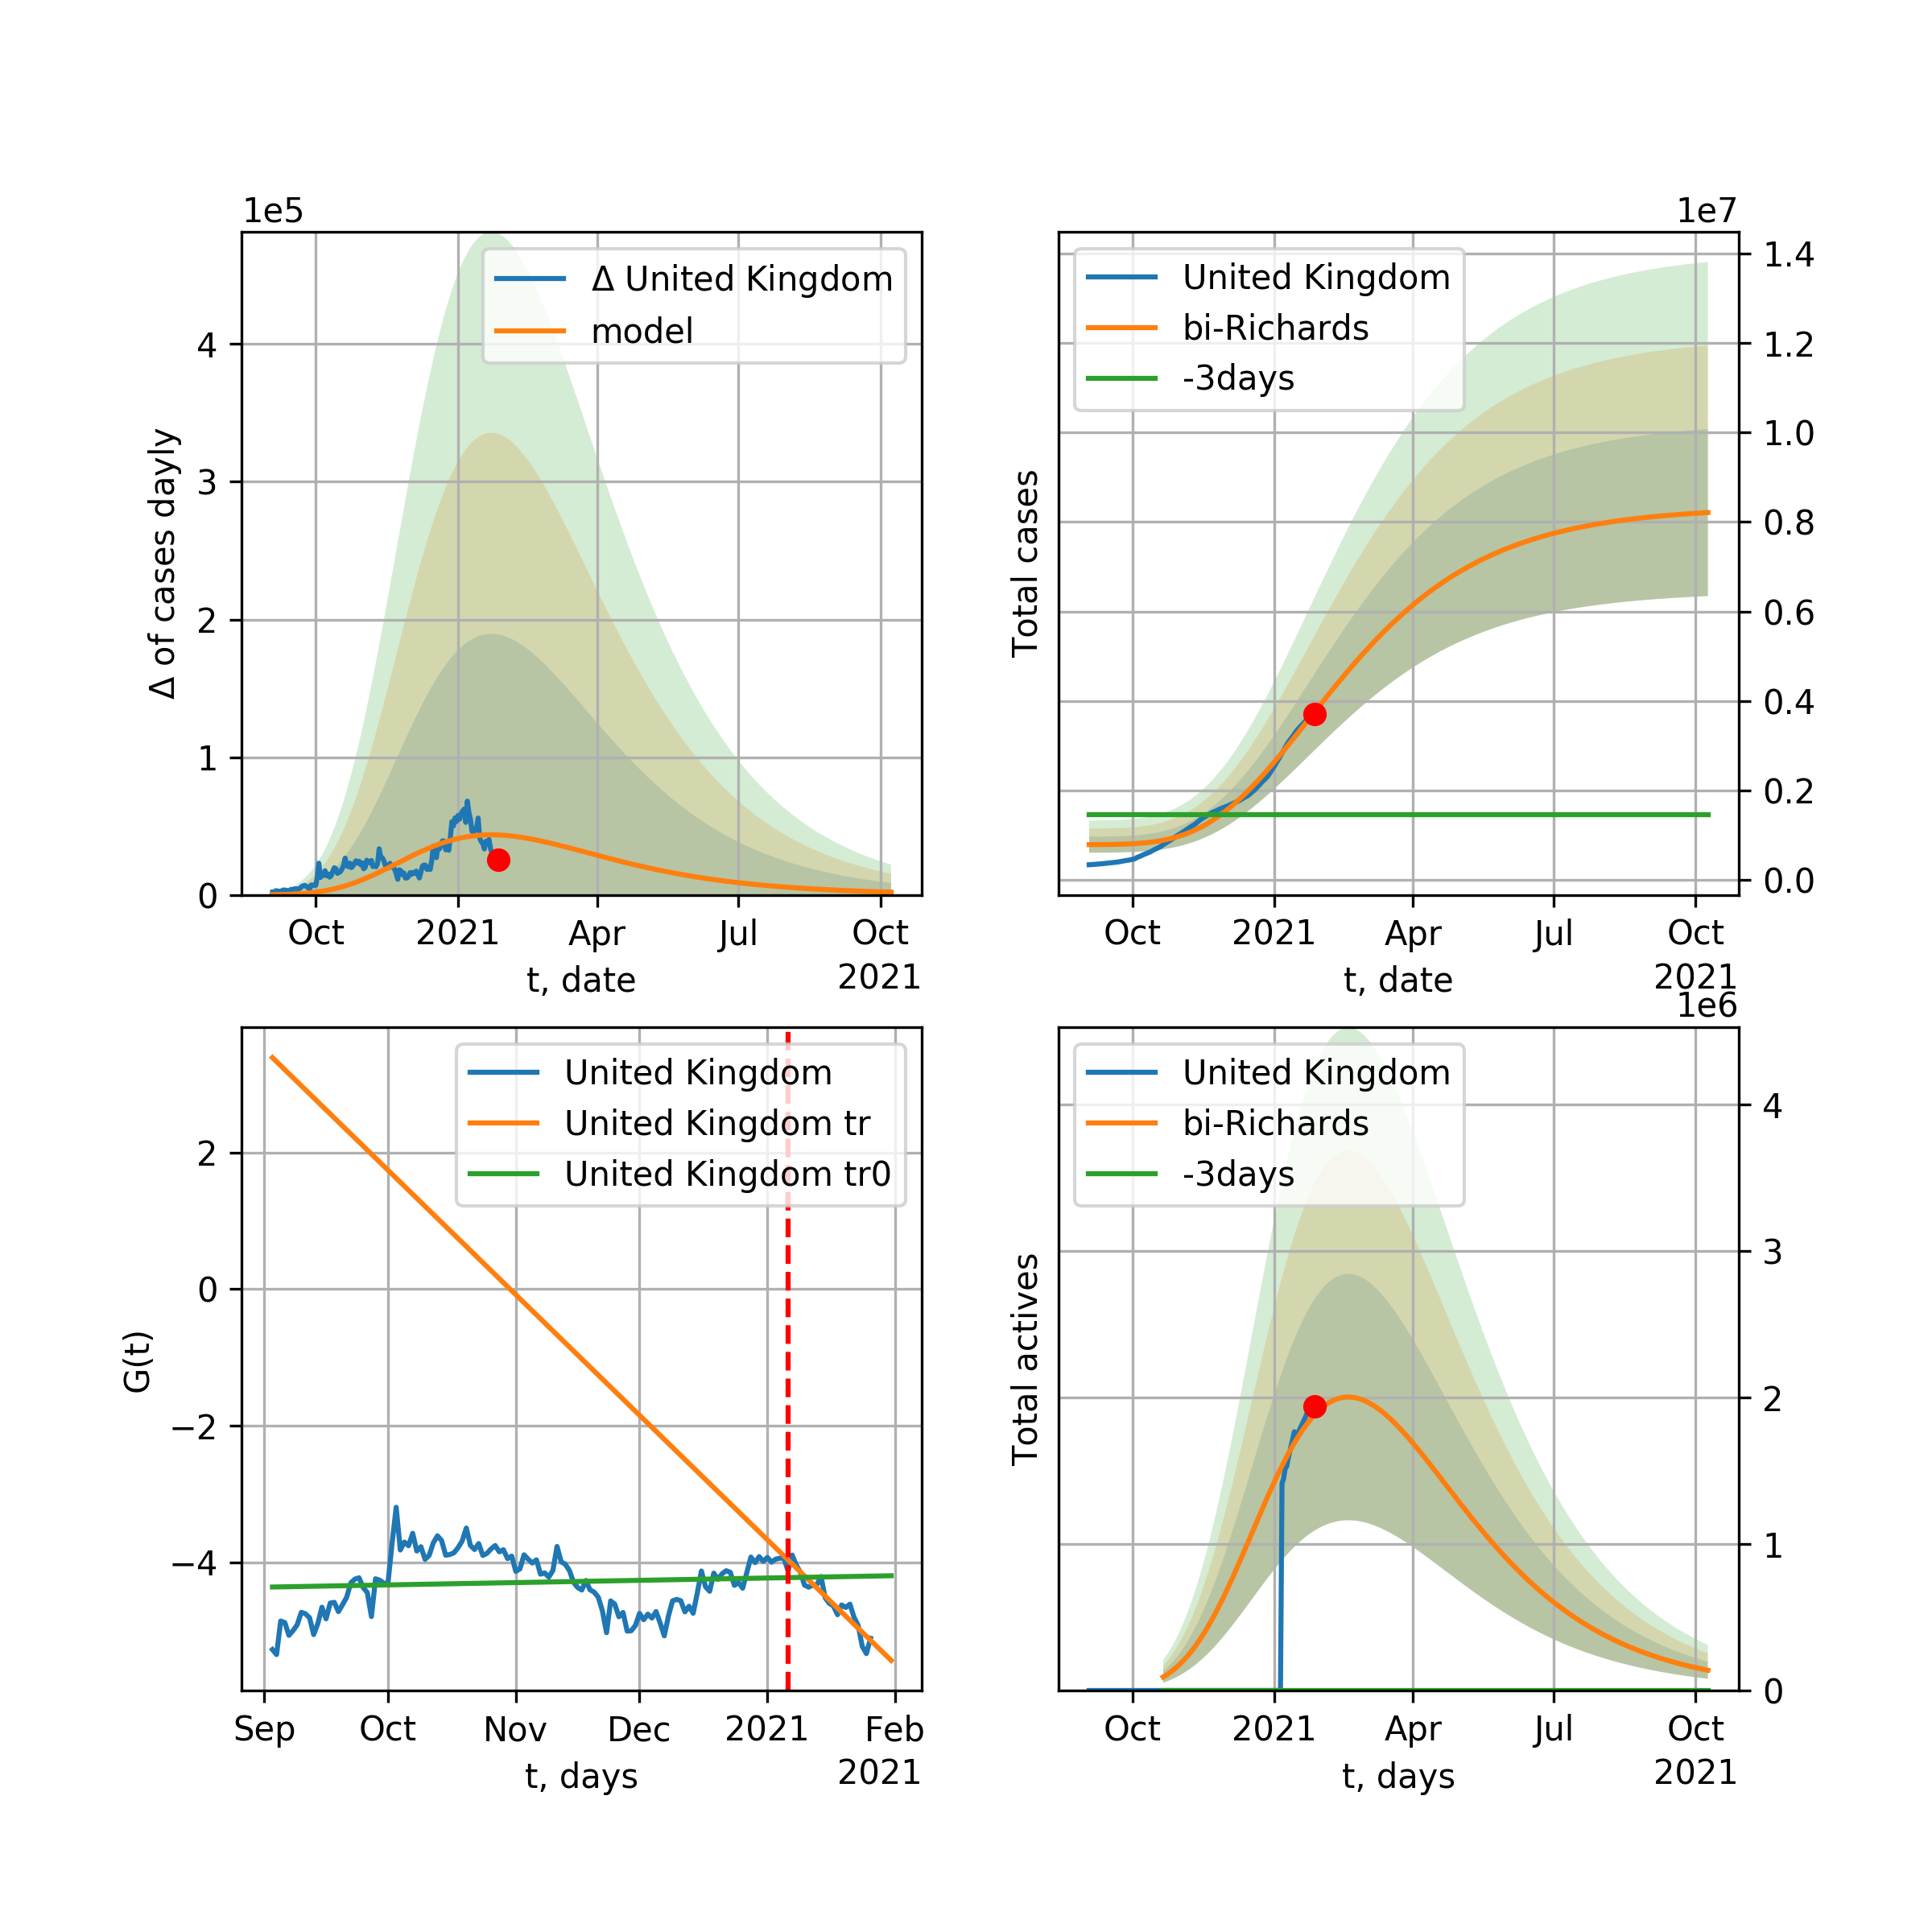 1e5
Δ United Kingdom
model
4
3
2
1
0
Δ of cases dayly
Oct
2021
Apr
Jul
Oct
2021
t, date
1e7
United Kingdom
bi-Richards
-3days
1.4
1.2
1.0
0.8
0.6
0.4
0.2
0.0
Total cases
Oct
2021
Apr
Jul
Oct
2021
t, date
United Kingdom
United Kingdom tr
United Kingdom tr0
2
0
−2
−4
G(t)
Sep
Oct
Nov
Dec
2021
Feb
2021
t, days
1e6
United Kingdom
bi-Richards
-3days
4
3
2
1
0
Total actives
Oct
2021
Apr
Jul
Oct
2021
t, days